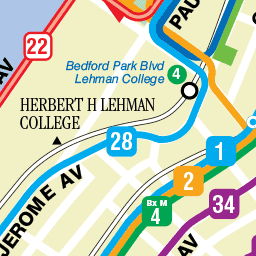 PAU
22
Bedford Park Blvd
Lehman College
4
HERBERT H LEHMAN
COLLEGE
AV
28
1
2
Bx M
4
34
JEROME AV